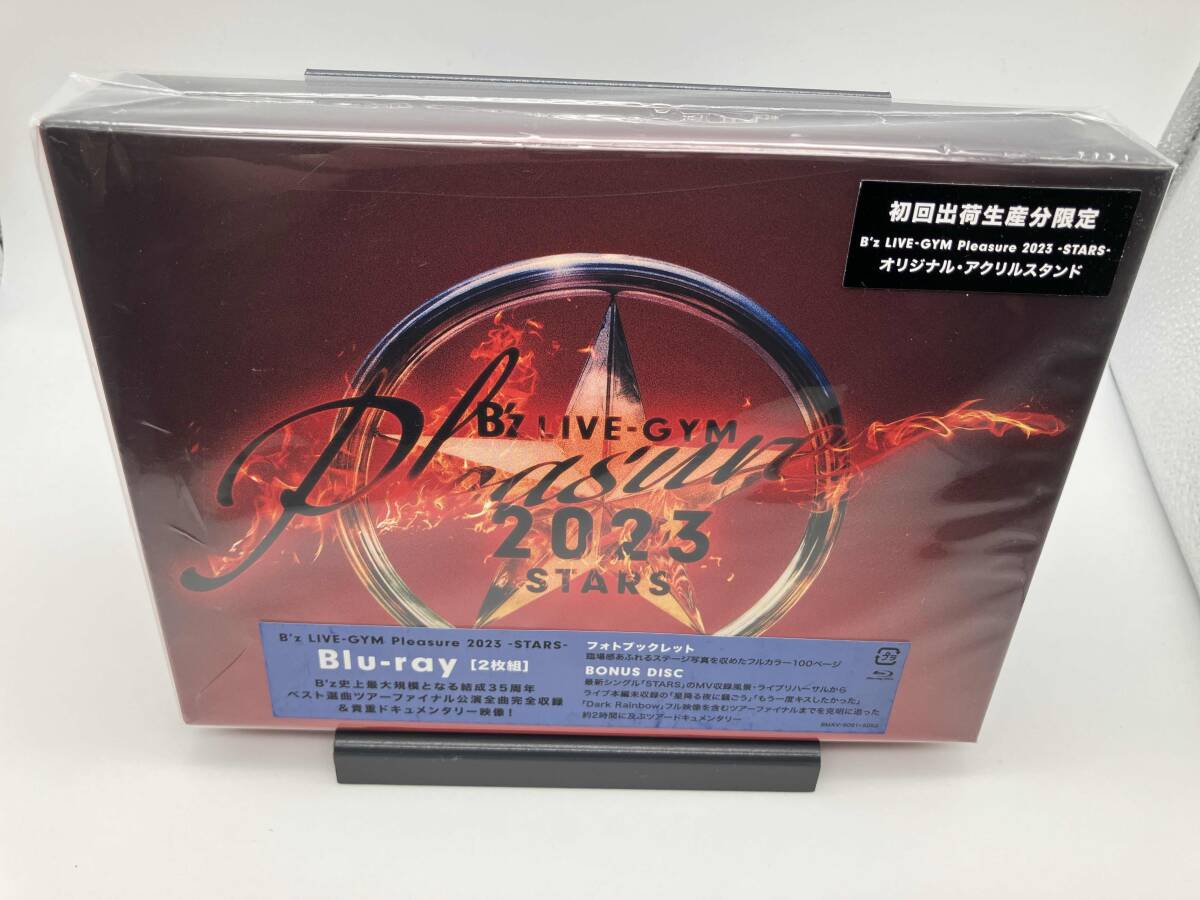 初回出荷生産分限定
B'z LIVE-GYM Pleasure 2023 -STARS-
オリジナル・アクリルスタンド
B'z LIVE-GYM
Pleasure
2023
STARS
B'z LIVE-GYM Pleasure 2023 -STARS-
Blu-ray [2枚組]
B'z史上最大規模となる結成35周年
ベスト選曲ツアーファイナル公演全曲完全収録
&貴重ドキュメンタリー映像!
フォトブックレット
臨場感あふれるステージ写真を収めたフルカラー100ページ
BONUS DISC
最新シングル「STARS」のMV収録風景・ライブリハーサルから
ライブ本編未収録の「星降る夜に騒ごう」「もう一度キスしたかった」
「Dark Rainbow」フル映像を含むツアーファイナルまでを克明に追った
約2時間に及ぶツアードキュメンタリー
プラ